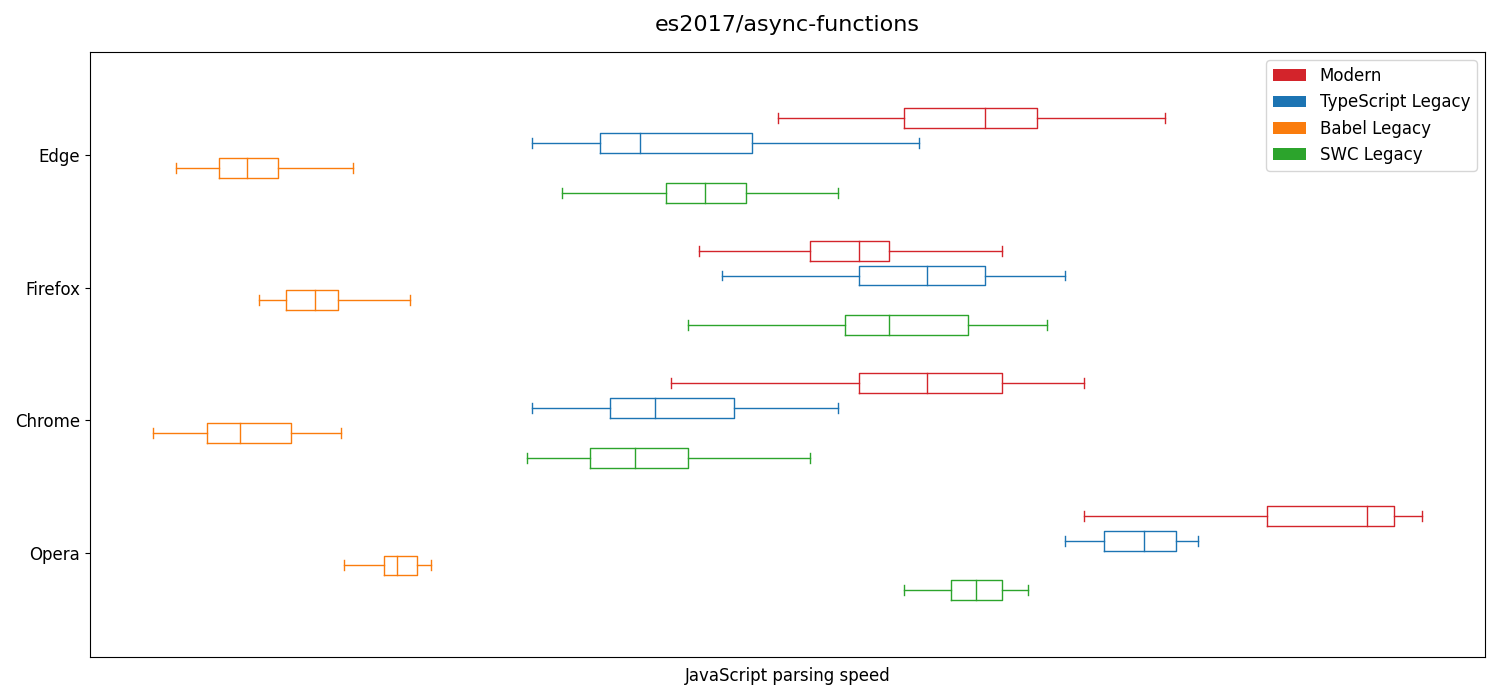 es2017/async-functions
Modern
TypeScript Legacy
Babel Legacy
SWC Legacy
Edge
Firefox
Chrome
Opera
JavaScript parsing speed